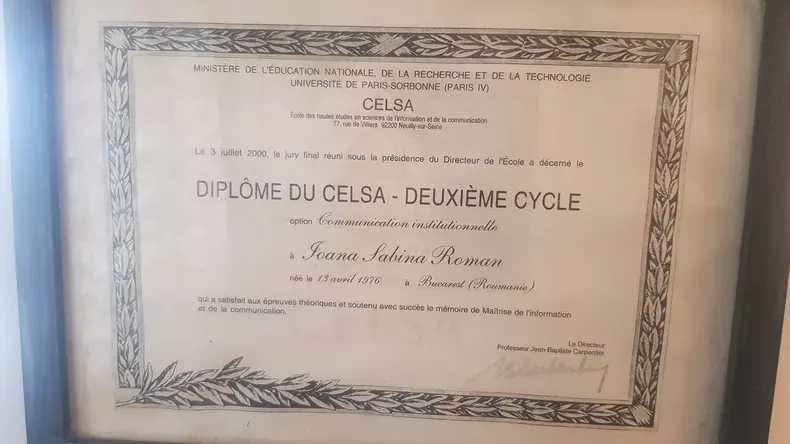 MINISTÈRE DE L'ÉDUCATION NATIONALE, DE LA RECHERCHE ET DE LA TECHNOLOGIE
UNIVERSITÉ DE PARIS-SORBONNE (PARIS IV)
CELSA
Ecole des hautes études en sciences de l'information et de la communication
77, rue de Villiers 92200 Neuilly-sur-Seine
Le 3 juillet 2000, le jury final réuni sous la présidence du Directeur de l'École a décerné le
DIPLÔME DU CELSA - DEUXIÈME CYCLE
option Communication institutionnelle
à Ioana Sabina Roman
née le 13 avril 1976 à Bucarest (Roumanie)
qui a satisfait aux épreuves théoriques et soutenu avec succès le mémoire de Maîtrise de l'information
et de la communication.
Le Directeur
Professeur Jean-Baptiste Carpentier